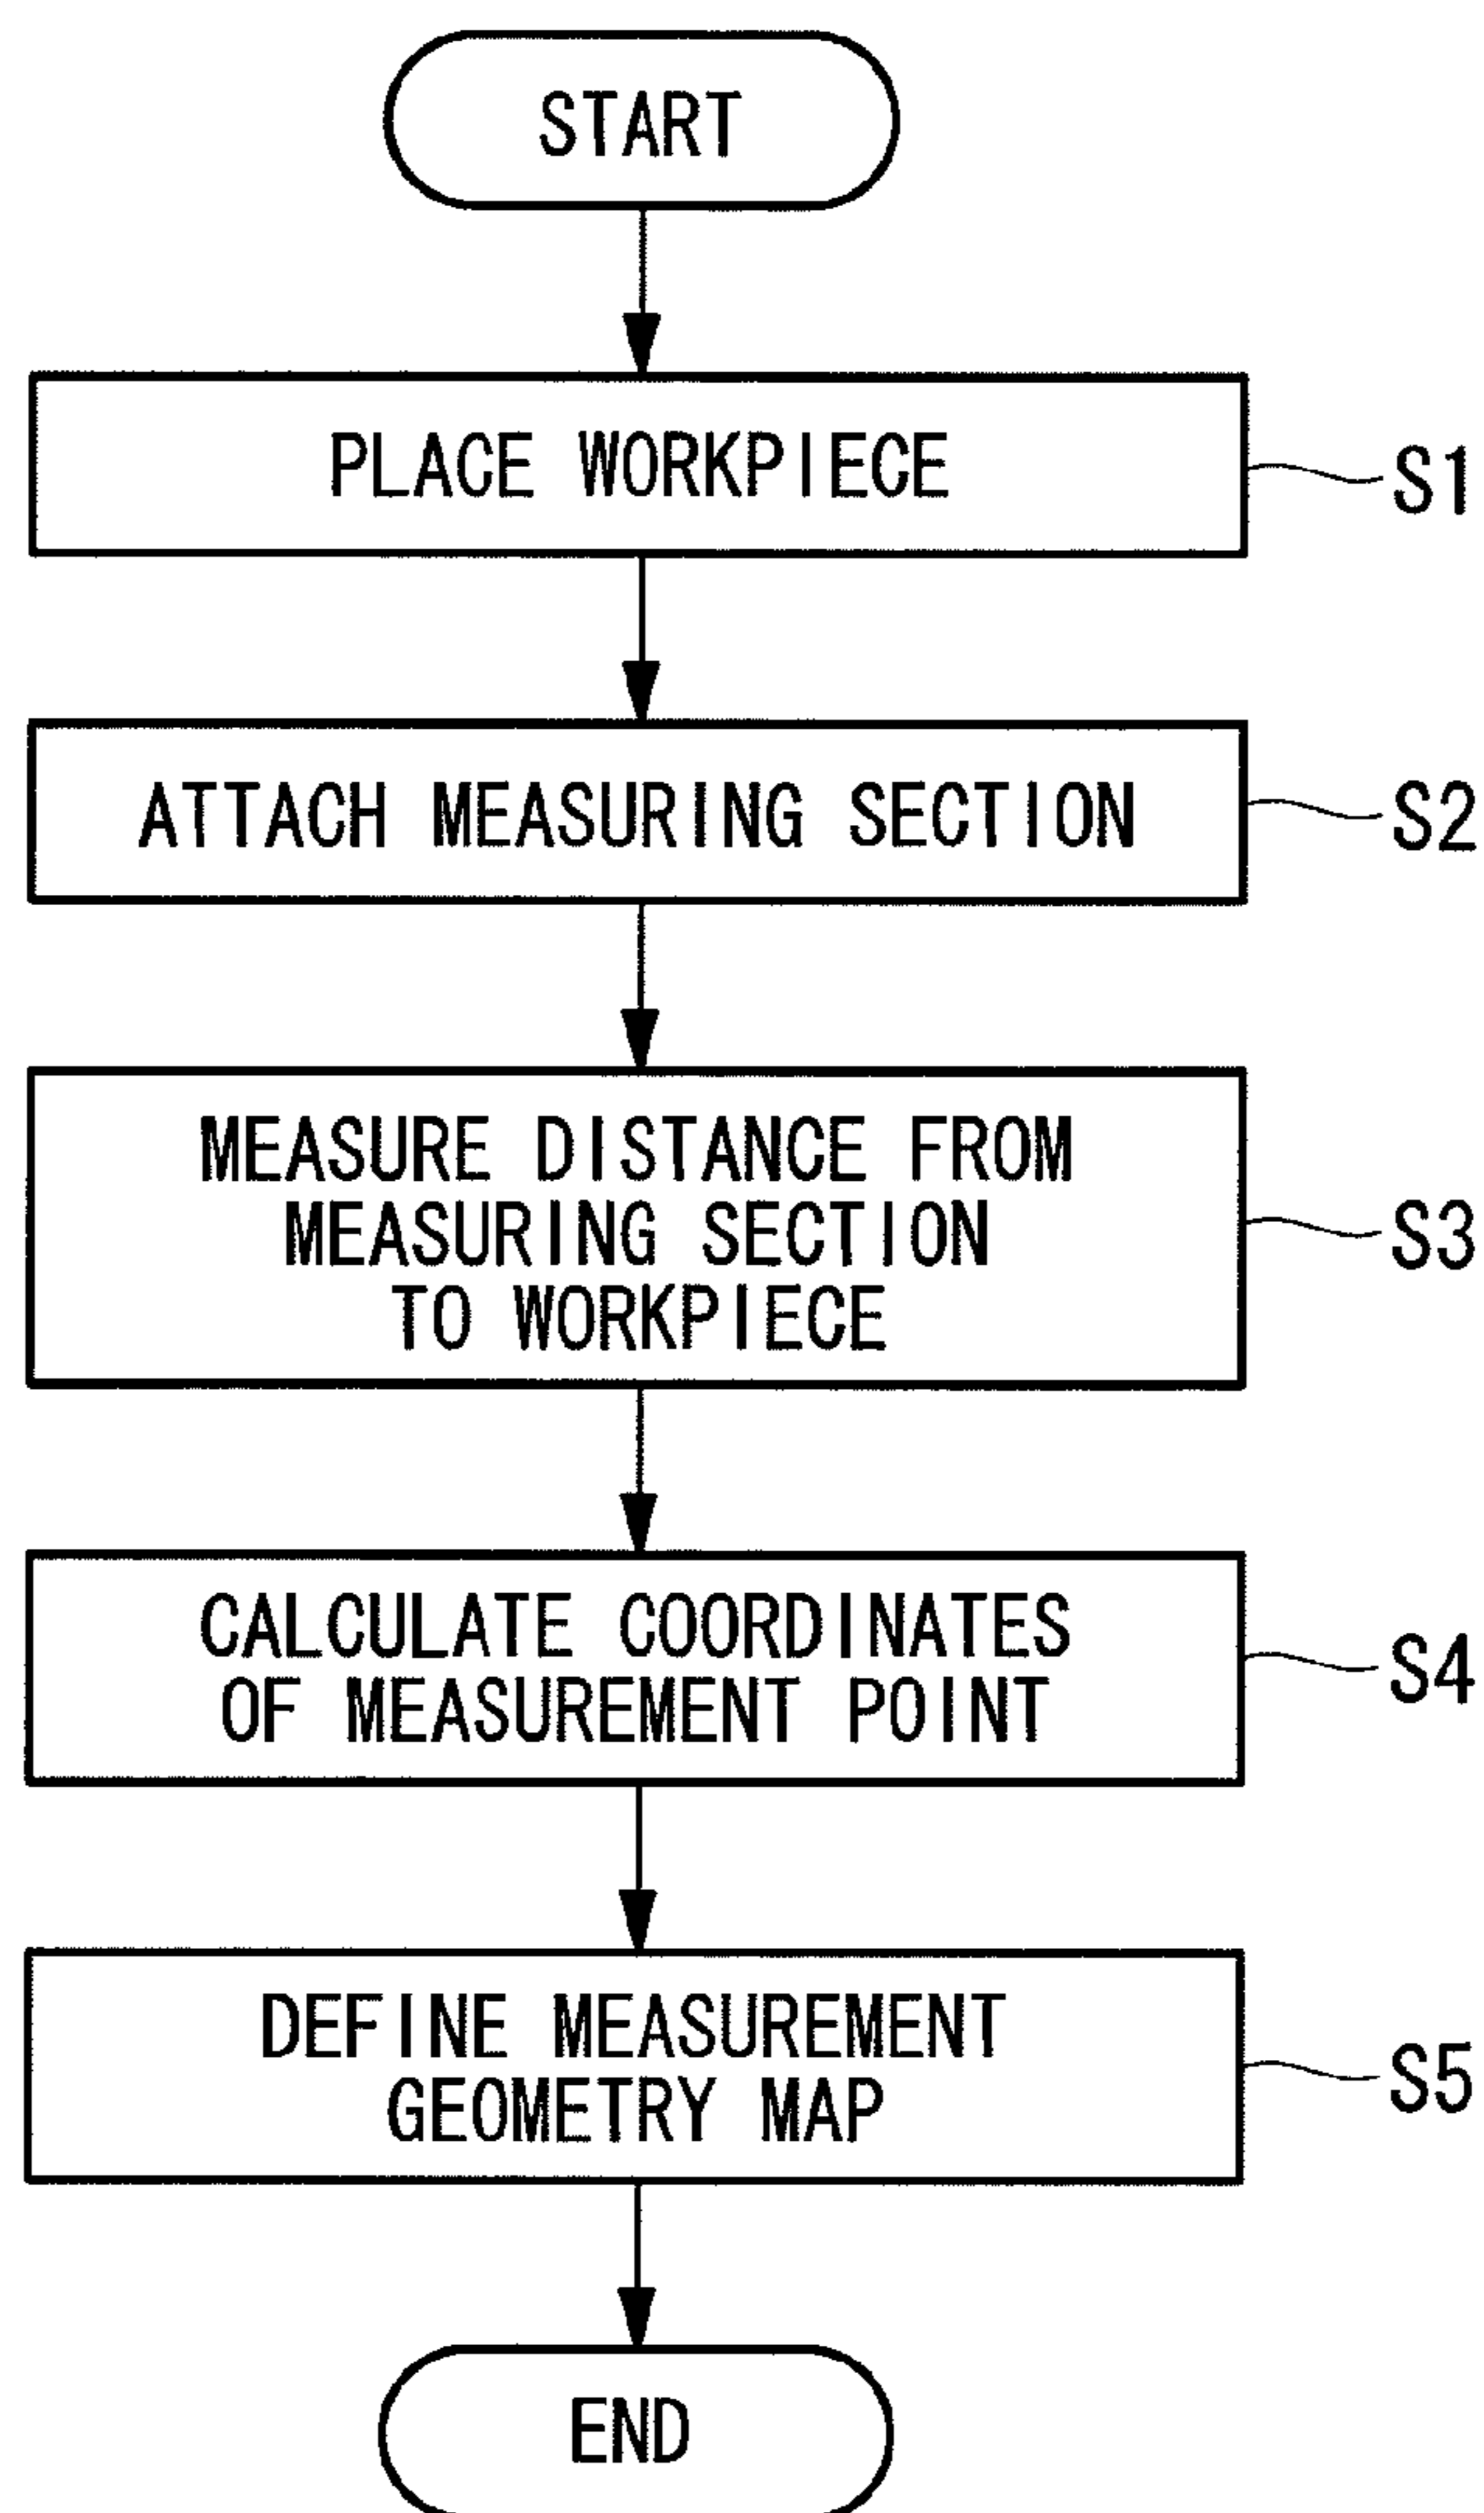 START
PLACE WORKPIECE
S1
ATTACH MEASURING SECTION
S2
MEASURE DISTANCE FROM
MEASURING SECTION
TO WORKPIECE
S3
CALCULATE COORDINATES
OF MEASUREMENT POINT
S4
DEFINE MEASUREMENT
GEOMETRY MAP
S5
END